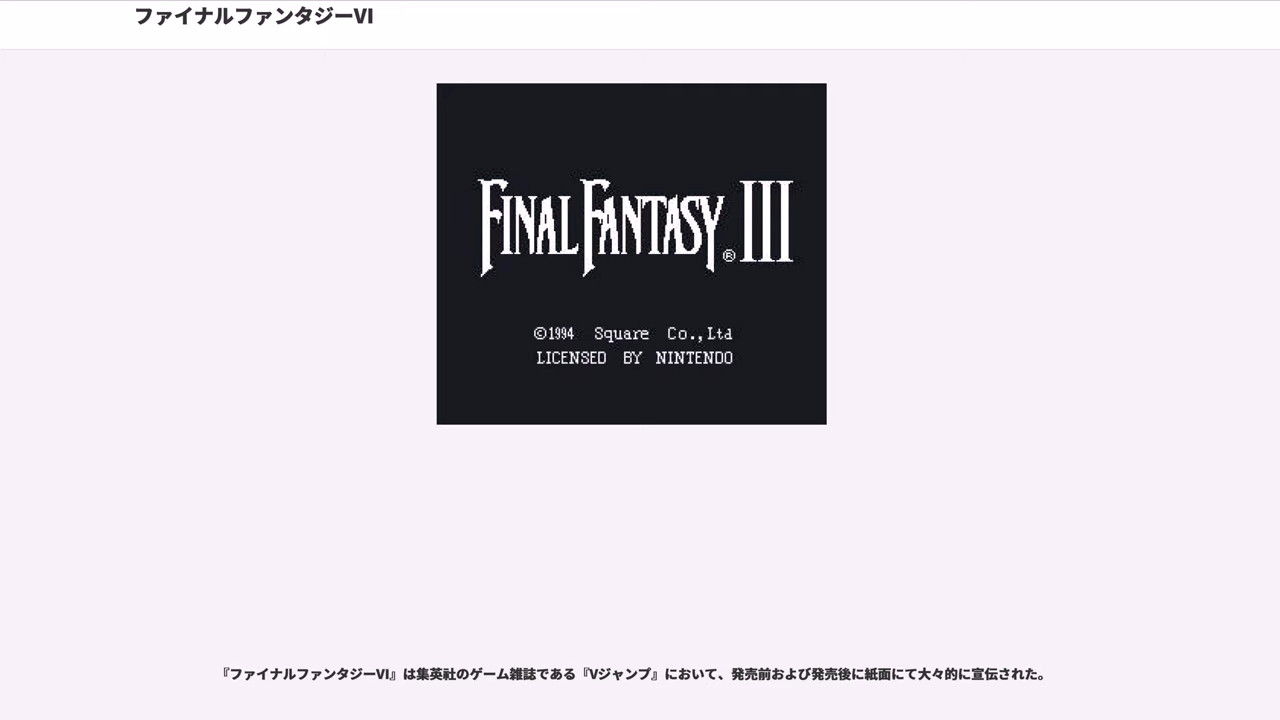 ファイナルファンタジーVI
FINAL FANTASY® III
©1994 Square Co.,Ltd
LICENSED BY NINTENDO
『ファイナルファンタジーVI』は集英社のゲーム雑誌である『Vジャンプ』において、発売前および発売後に紙面にて大々的に宣伝された。